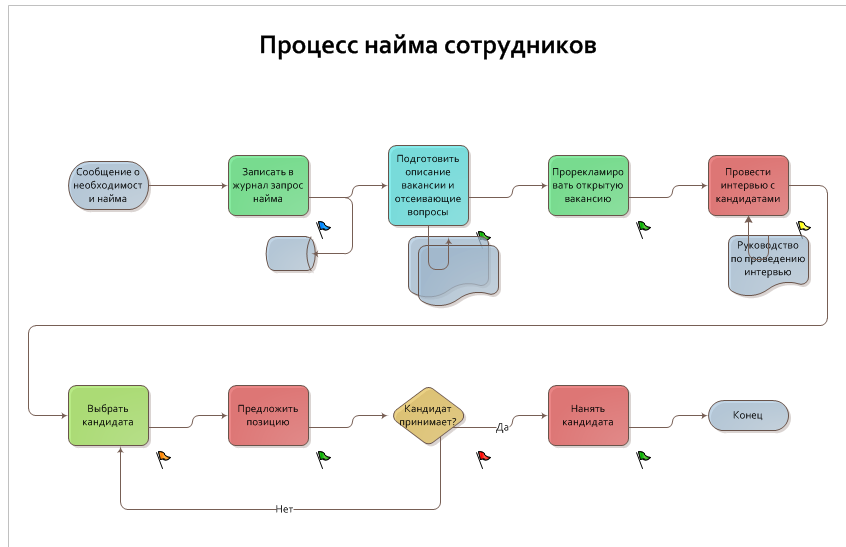 Процесс найма сотрудников
Сообщение о
необходимост
и найма
Записать в
журнал запрос
найма
Подготовить
описание
вакансии и
отсеивающие
вопросы
Прорекламиро
вать открытую
вакансию
Провести
интервью с
кандидатами
Руководство
по проведению
интервью
Выбрать
кандидата
Предложить
позицию
Кандидат
принимает?
Да
Нанять
кандидата
Конец
Нет